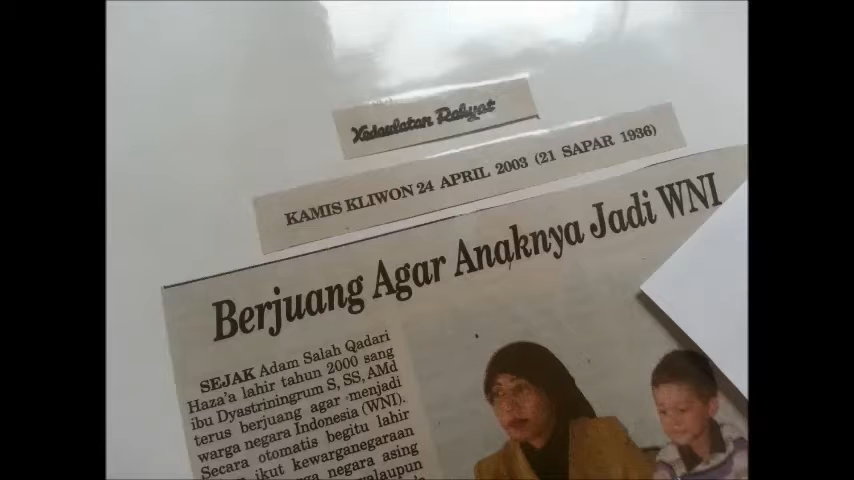 Kedaulatan Rakyat
KAMIS KLIWON 24 APRIL 2003 (21 SAPAR 1936)
Berjuang Agar Anaknya Jadi WNI
SEJAK Adam Salah Qadari
Haza'a lahir tahun 2000 sang
ibu Dyastriningrum S, SS, AMd
terus berjuang agar menjadi
warga negara Indonesia (WNI).
Secara otomatis begitu lahir
ikut kewarganegaraan
negara asing